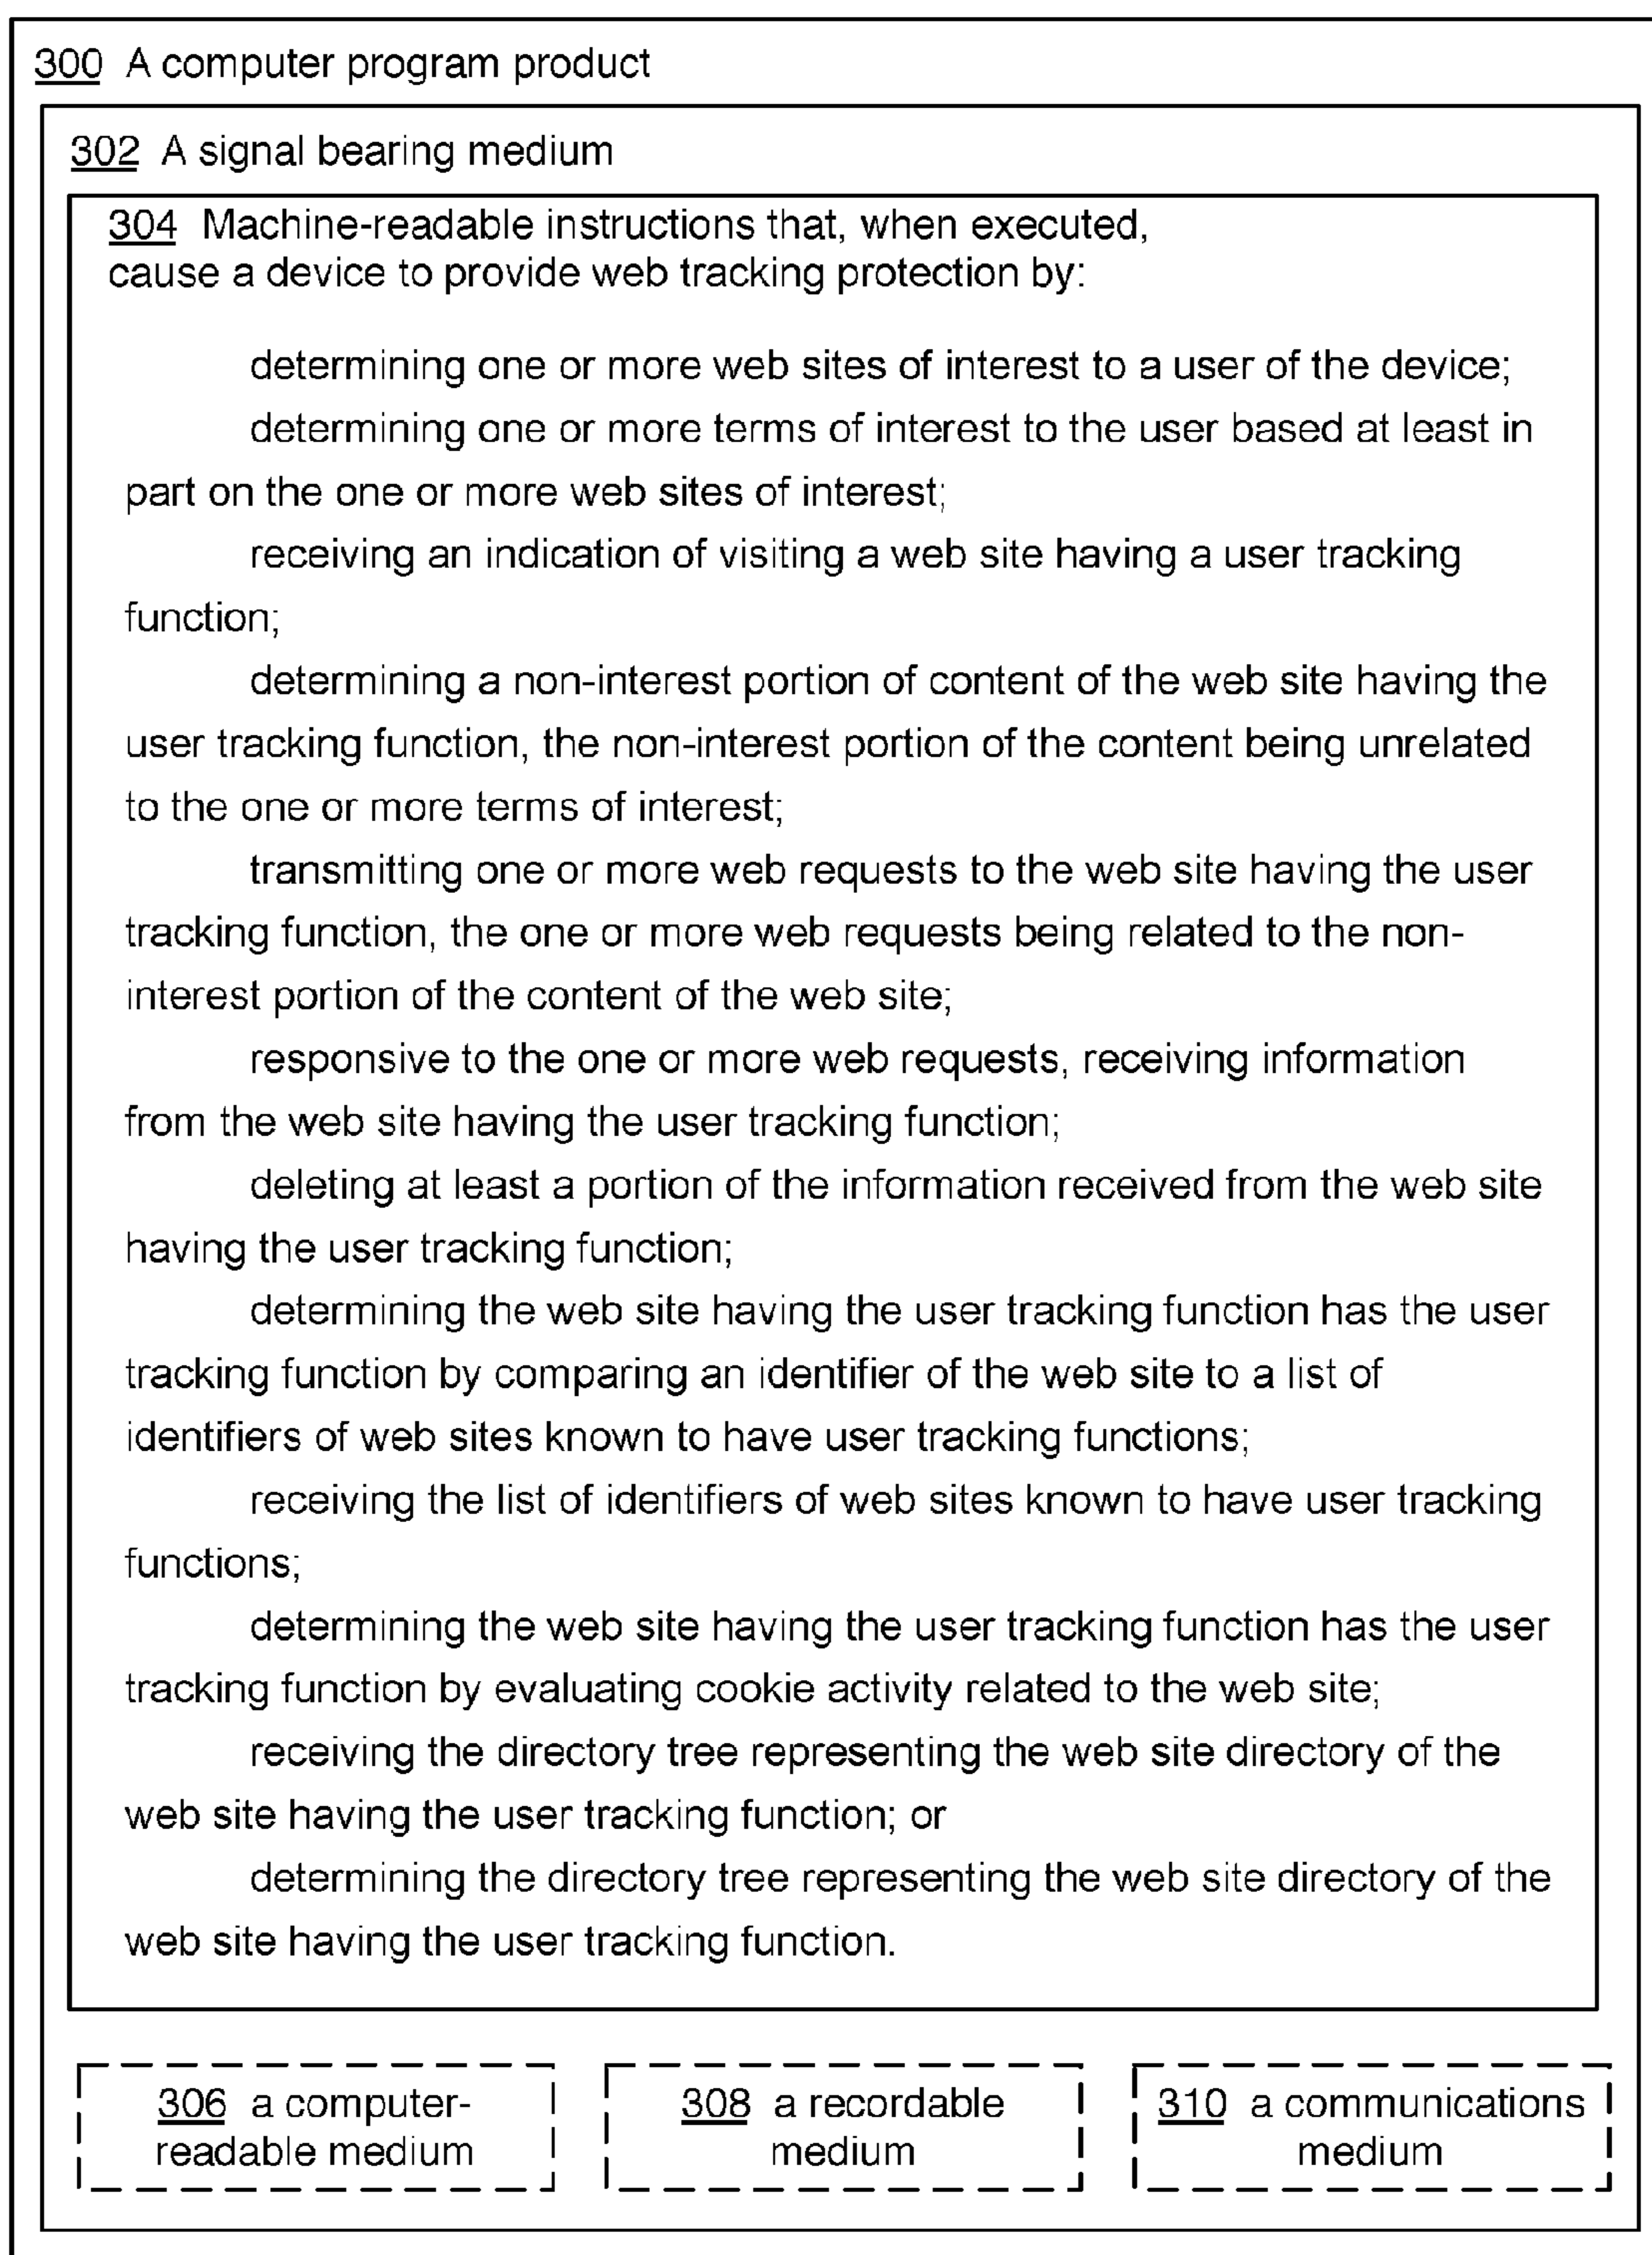 300 A computer program product
302 A signal bearing medium
304 Machine-readable instructions that, when executed,
cause a device to provide web tracking protection by:
determining one or more web sites of interest to a user of the device;
determining one or more terms of interest to the user based at least in
part on the one or more web sites of interest;
receiving an indication of visiting a web site having a user tracking
function;
determining a non-interest portion of content of the web site having the
user tracking function, the non-interest portion of the content being unrelated
to the one or more terms of interest;
transmitting one or more web requests to the web site having the user
tracking function, the one or more web requests being related to the non-
interest portion of the content of the web site;
responsive to the one or more web requests, receiving information
from the web site having the user tracking function;
deleting at least a portion of the information received from the web site
having the user tracking function;
determining the web site having the user tracking function has the user
tracking function by comparing an identifier of the web site to a list of
identifiers of web sites known to have user tracking functions;
receiving the list of identifiers of web sites known to have user tracking
functions;
determining the web site having the user tracking function has the user
tracking function by evaluating cookie activity related to the web site;
receiving the directory tree representing the web site directory of the
web site having the user tracking function; or
determining the directory tree representing the web site directory of the
web site having the user tracking function.
306 a computer-
readable medium
308 a recordable
medium
310 a communications
medium